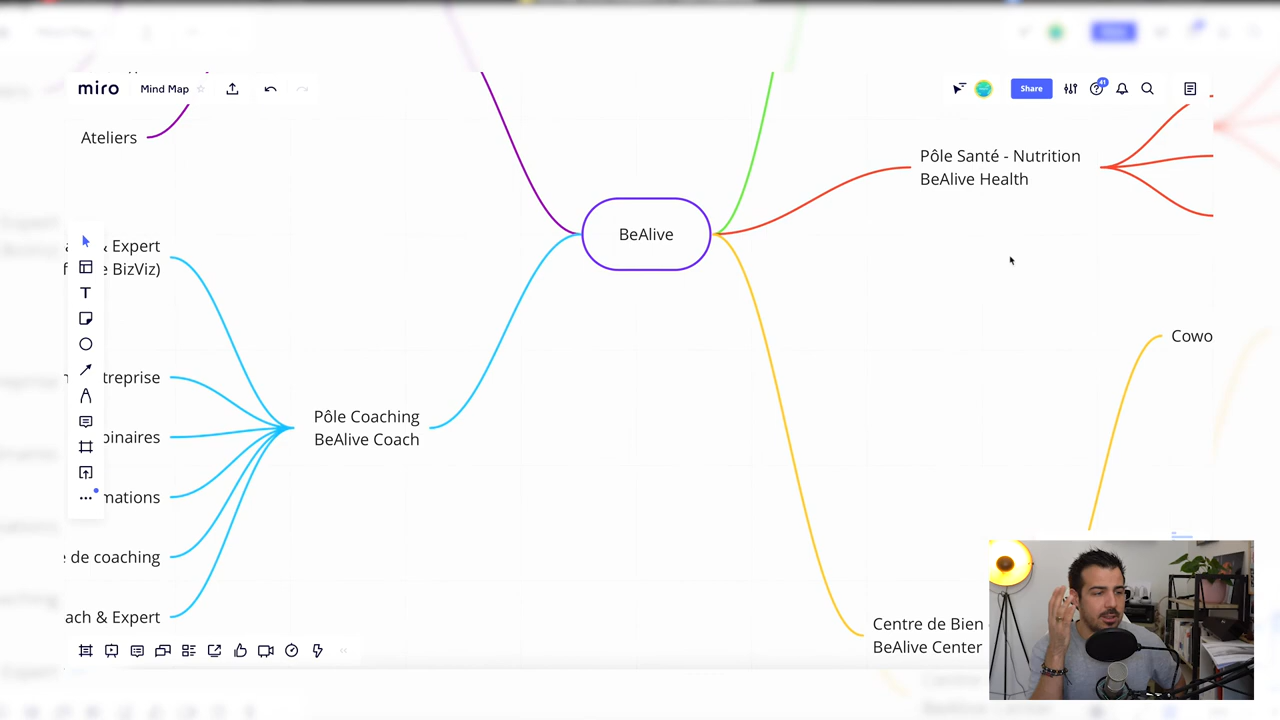 miro
Mind Map
Share
41
Ateliers
Pôle Santé - Nutrition
BeAlive Health
BeAlive
& Expert
e BizViz)
Cowo
treprise
Pôle Coaching
BeAlive Coach
binaires
mations
e de coaching
ach & Expert
Centre de Bien
BeAlive Center